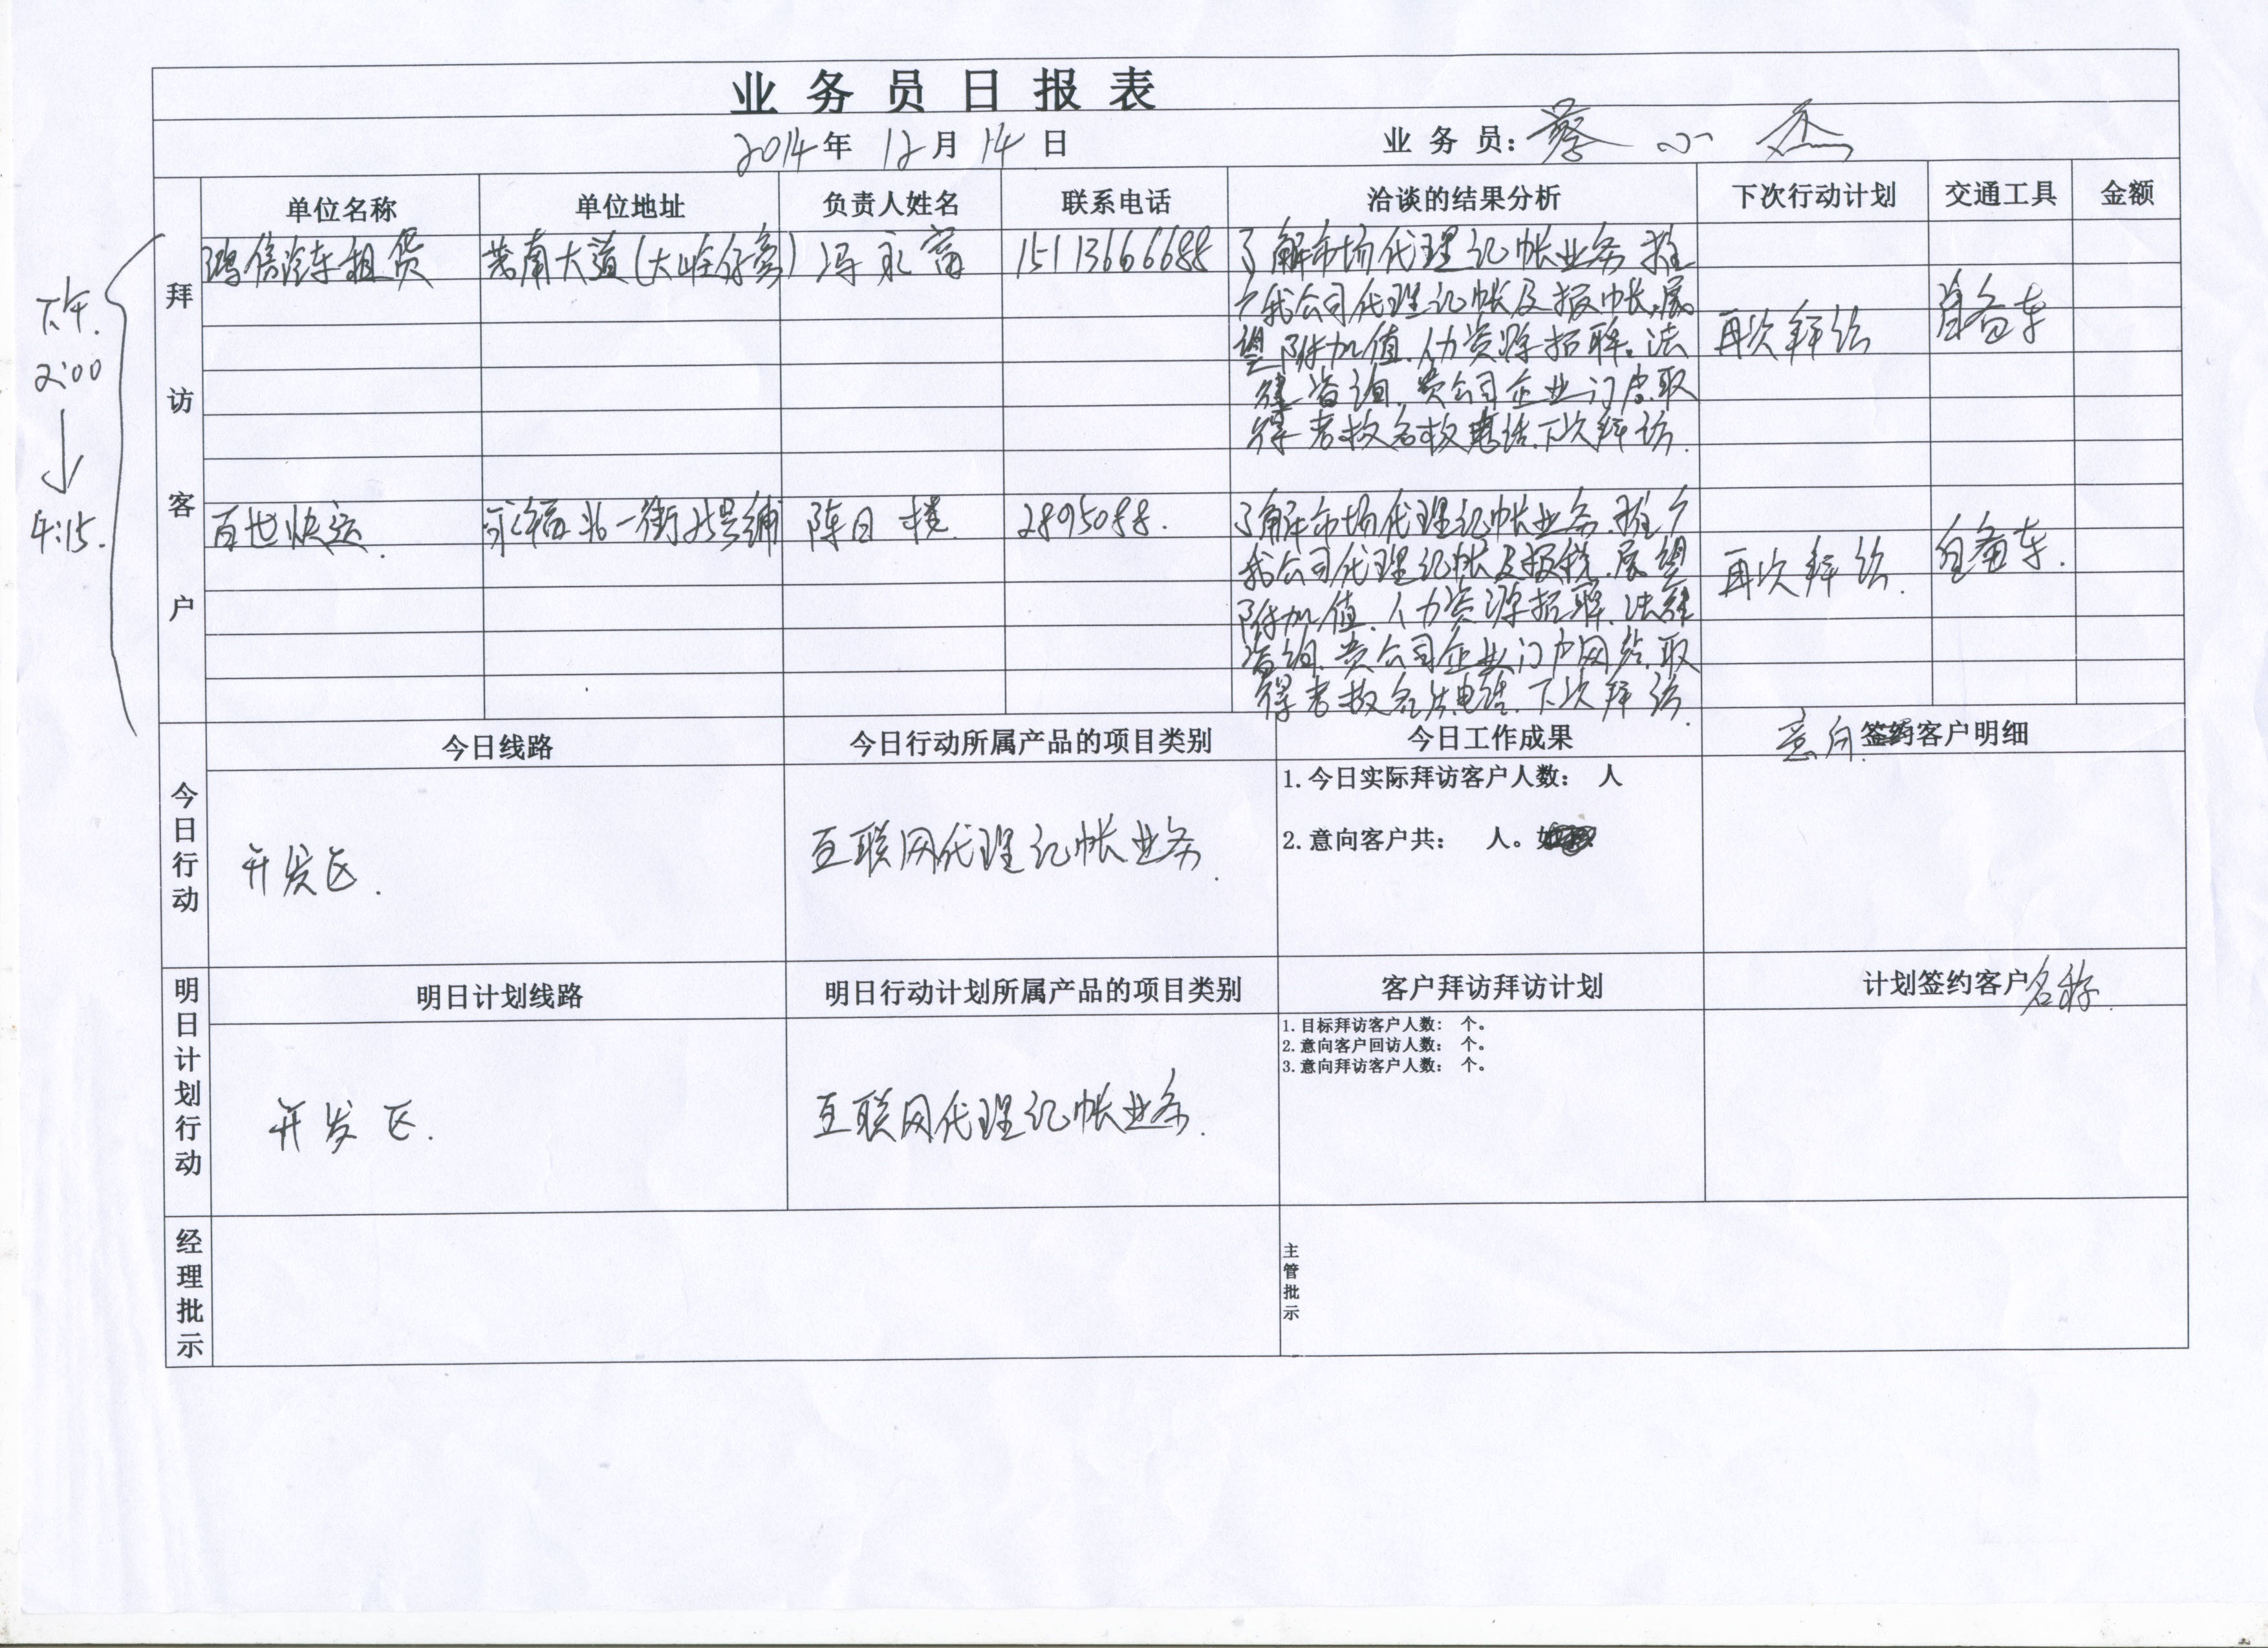 业务员日报表
2014年 12月 14日 业务员: 蔡小杰
单位名称 单位地址 负责人姓名 联系电话 洽谈的结果分析 下次行动计划 交通工具 金额
拜访客户
下午.
2:00
↓
4:15.
鸿信汽车租赁 茂南大道(大岭仔旁) 冯永富 15113666688 了解市场代理记帐业务 推
广我公司代理记帐及报帐.展
望附加值.人力资源招聘。法
律咨询.贵公司企业门户.取
得老板名板电话.下次拜访.
再次拜访 自备车
百世快运. 永福北一街25号铺 陈日 2895088. 了解市场代理记帐业务.推广
我公司代理记帐及报税.展望
附加值.人力资源招聘.法律
咨询.贵公司企业门户网站.取
得老板名片电话.下次拜访.
再次拜访. 自备车.
今日行动
今日线路 今日行动所属产品的项目类别 今日工作成果 意向.签约客户明细
开发区. 互联网代理记帐业务.
1.今日实际拜访客户人数: 人
2.意向客户共: 人。
明日计划行动
明日计划线路 明日行动计划所属产品的项目类别 客户拜访拜访计划 计划签约客户名称.
开发区. 互联网代理记帐业务.
1.目标拜访客户人数: 个。
2.意向客户回访人数: 个。
3.意向拜访客户人数: 个。
经理批示
主管批示